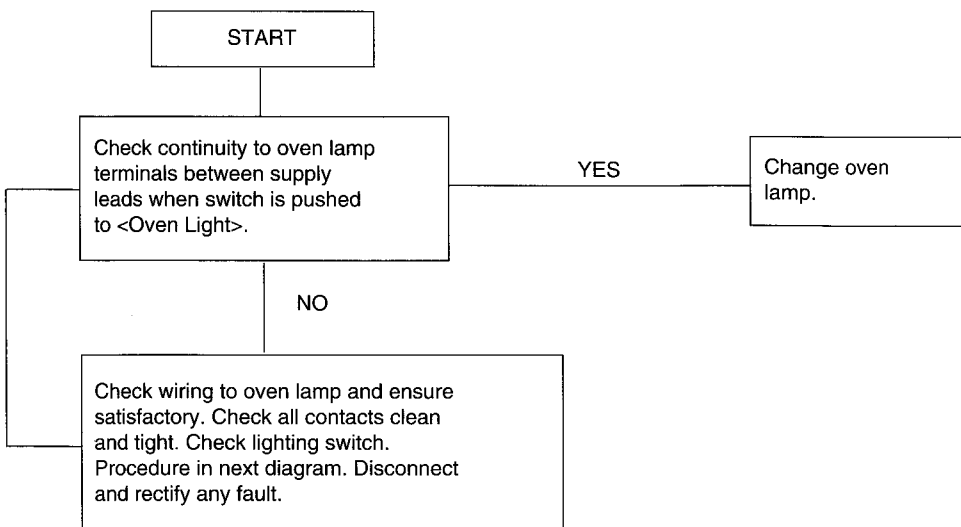 START
Check continuity to oven lamp
terminals between supply
leads when switch is pushed
to <Oven Light>.
YES
Change oven
lamp.
NO
Check wiring to oven lamp and ensure
satisfactory. Check all contacts clean
and tight. Check lighting switch.
Procedure in next diagram. Disconnect
and rectify any fault.